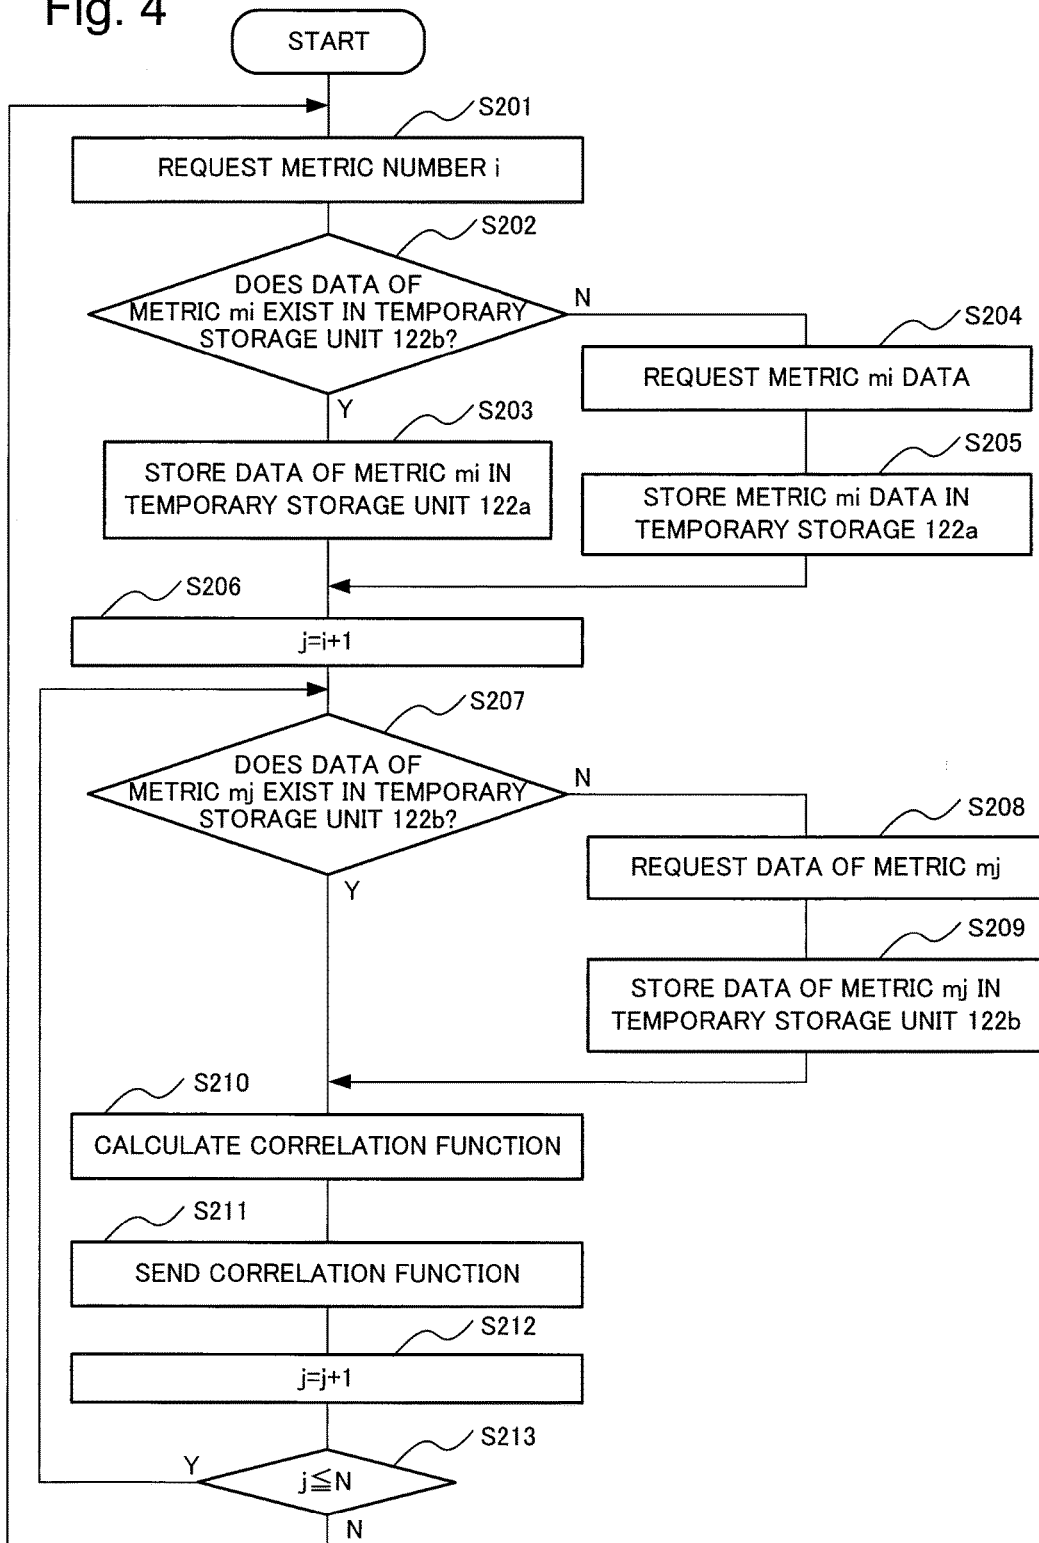 Fig. 4
START
S201
REQUEST METRIC NUMBER i
S202
DOES DATA OF
METRIC mi EXIST IN TEMPORARY
STORAGE UNIT 122b?
N
Y
S203
STORE DATA OF METRIC mi IN
TEMPORARY STORAGE UNIT 122a
S204
REQUEST METRIC mi DATA
S205
STORE METRIC mi DATA IN
TEMPORARY STORAGE 122a
S206
j=i+1
S207
DOES DATA OF
METRIC mj EXIST IN TEMPORARY
STORAGE UNIT 122b?
N
Y
S208
REQUEST DATA OF METRIC mj
S209
STORE DATA OF METRIC mj IN
TEMPORARY STORAGE UNIT 122b
S210
CALCULATE CORRELATION FUNCTION
S211
SEND CORRELATION FUNCTION
S212
j=j+1
S213
Y
j≦N
N